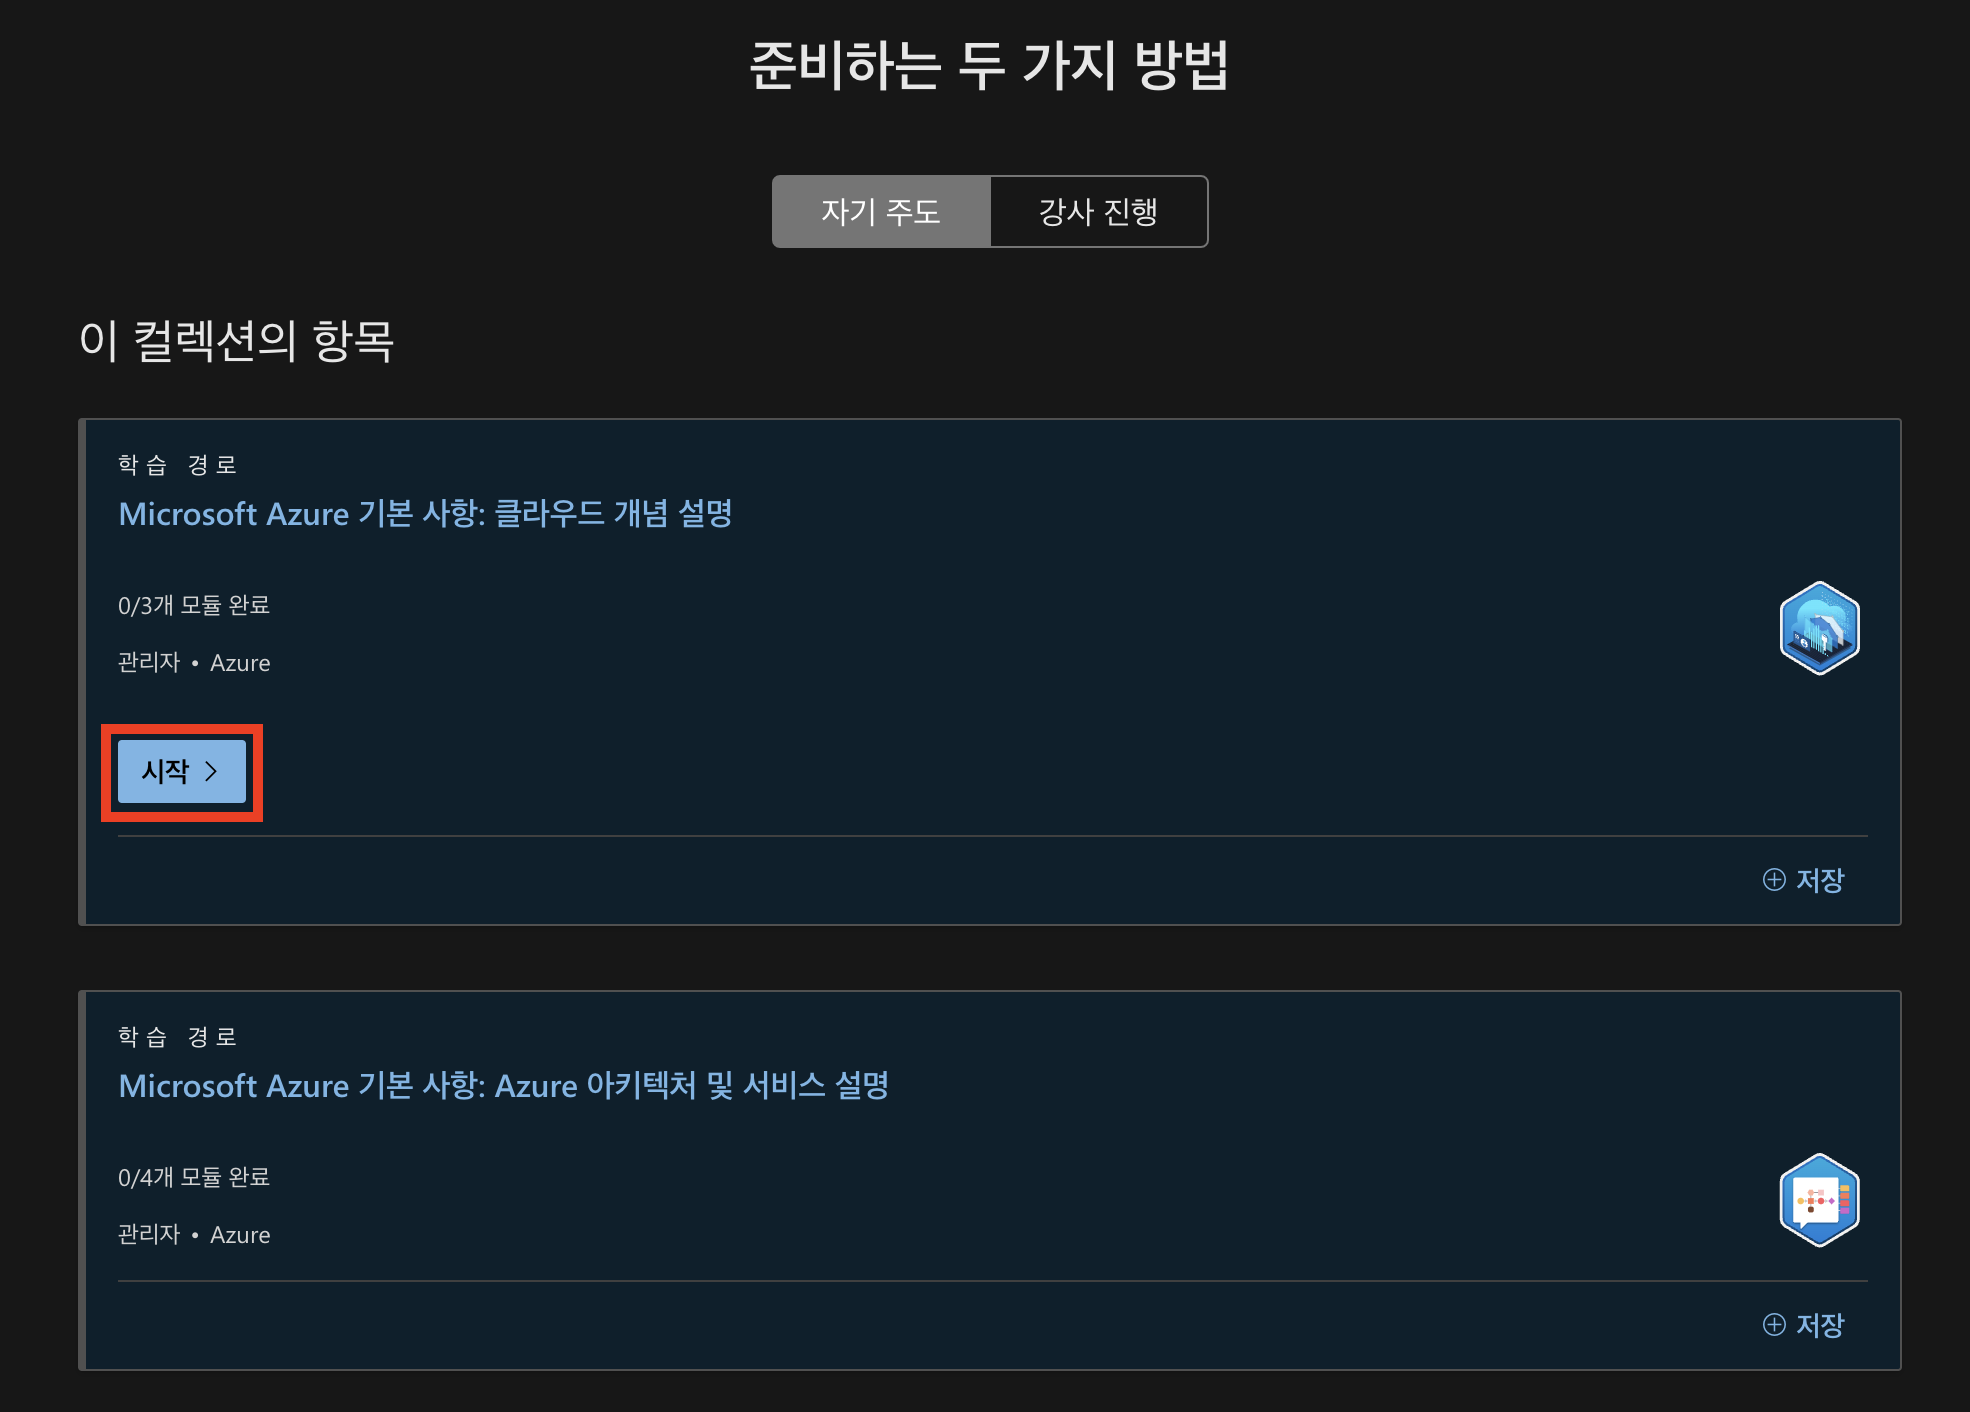 준비하는 두 가지 방법
자기 주도
강사 진행
이 컬렉션의 항목
학습 경로
Microsoft Azure 기본 사항: 클라우드 개념 설명
0/3개 모듈 완료
관리자 • Azure
시작 >
저장
학습 경로
Microsoft Azure 기본 사항: Azure 아키텍처 및 서비스 설명
0/4개 모듈 완료
관리자 • Azure
저장